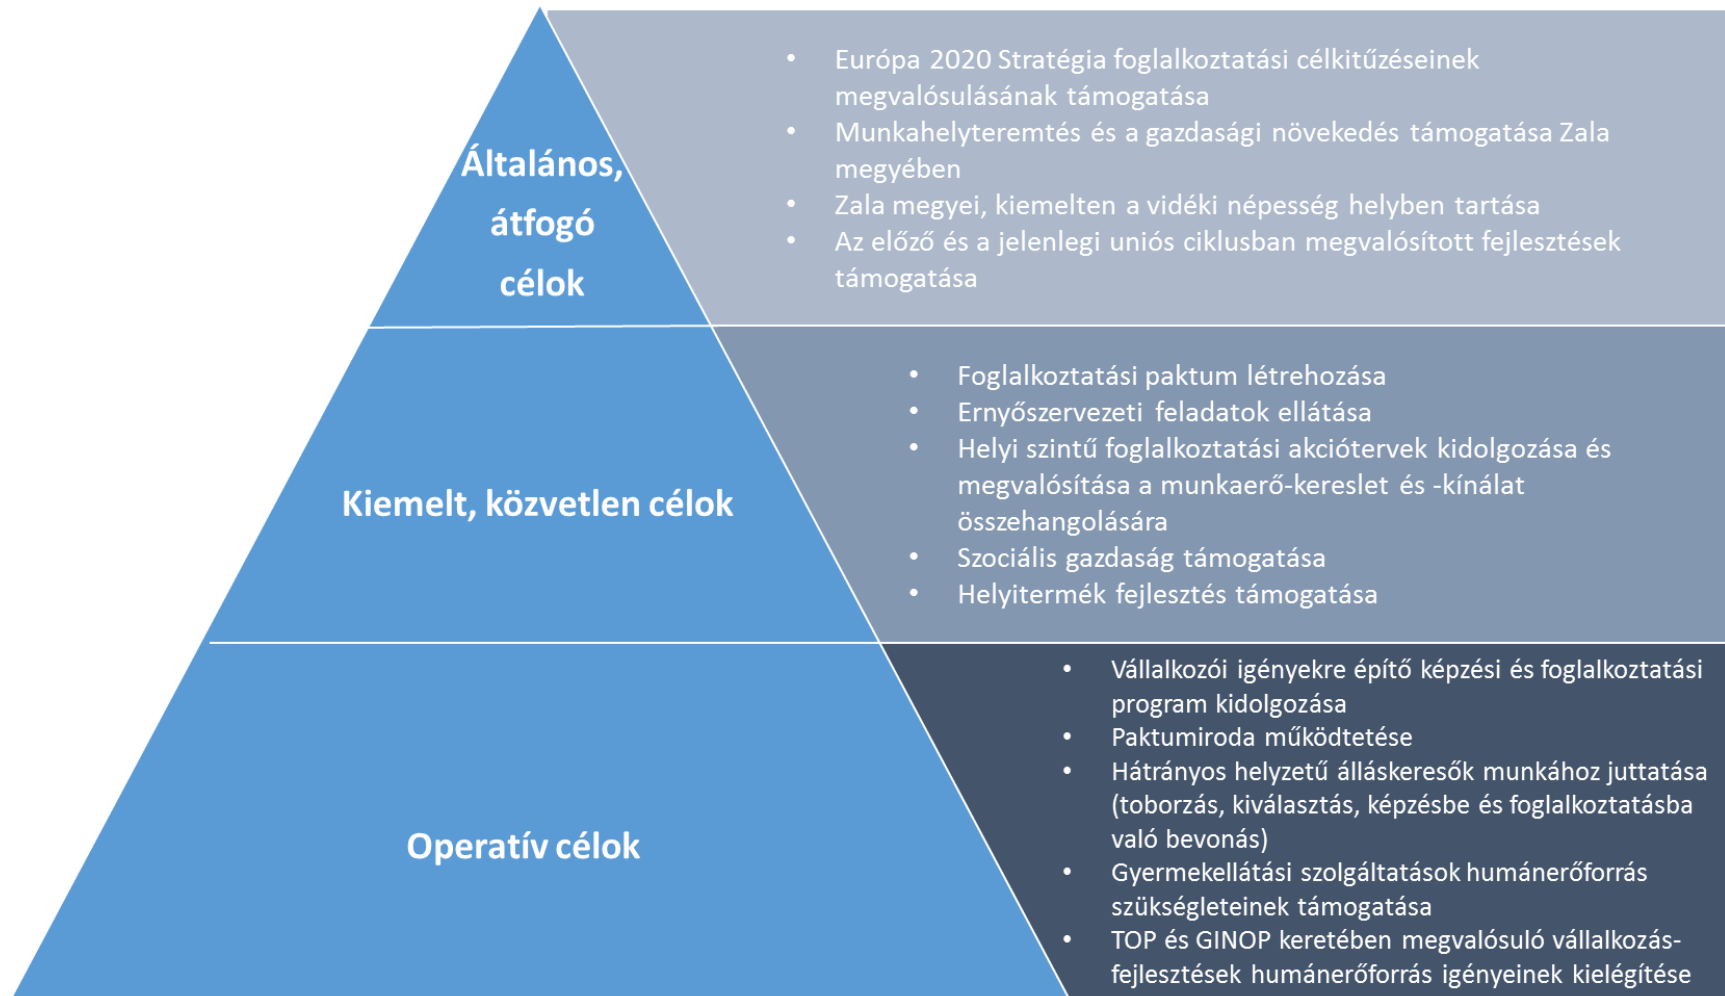 Általános,
átfogó
célok
• Európa 2020 Stratégia foglalkoztatási célkitűzéseinek
megvalósulásának támogatása
• Munkahelyteremtés és a gazdasági növekedés támogatása Zala
megyében
• Zala megyei, kiemelten a vidéki népesség helyben tartása
• Az előző és a jelenlegi uniós ciklusban megvalósított fejlesztések
támogatása
Kiemelt, közvetlen célok
• Foglalkoztatási paktum létrehozása
• Ernyőszervezeti feladatok ellátása
• Helyi szintű foglalkoztatási akciótervek kidolgozása és
megvalósítása a munkaerő-kereslet és -kínálat
összehangolására
• Szociális gazdaság támogatása
• Helyitermék fejlesztés támogatása
Operatív célok
• Vállalkozói igényekre építő képzési és foglalkoztatási
program kidolgozása
• Paktumiroda működtetése
• Hátrányos helyzetű álláskeresők munkához juttatása
(toborzás, kiválasztás, képzésbe és foglalkoztatásba
való bevonás)
• Gyermekellátási szolgáltatások humánerőforrás
szükségleteinek támogatása
• TOP és GINOP keretében megvalósuló vállalkozás-
fejlesztések humánerőforrás igényeinek kielégítése